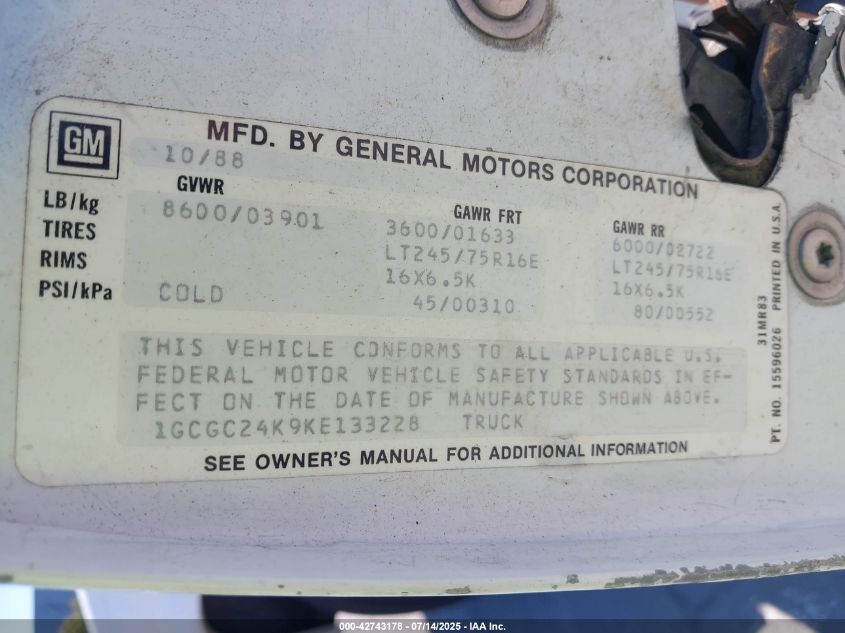 GM
MFD. BY GENERAL MOTORS CORPORATION
10/88
GVWR GAWR FRT GAWR RR
LB/kg 8600/03901 3600/01633 6000/02722
TIRES LT245/75R16E LT245/75R16E
RIMS 16X6.5K 16X6.5K
PSI/kPa COLD 45/00310 80/00552
THIS VEHICLE CONFORMS TO ALL APPLICABLE U.S.
FEDERAL MOTOR VEHICLE SAFETY STANDARDS IN EF-
FECT ON THE DATE OF MANUFACTURE SHOWN ABOVE.
1GCGC24K9KE133228 TRUCK
SEE OWNER'S MANUAL FOR ADDITIONAL INFORMATION
31MR83
PT. NO. 15596026 PRINTED IN U.S.A.
000-42743178 - 07/14/2025 - IAA Inc.